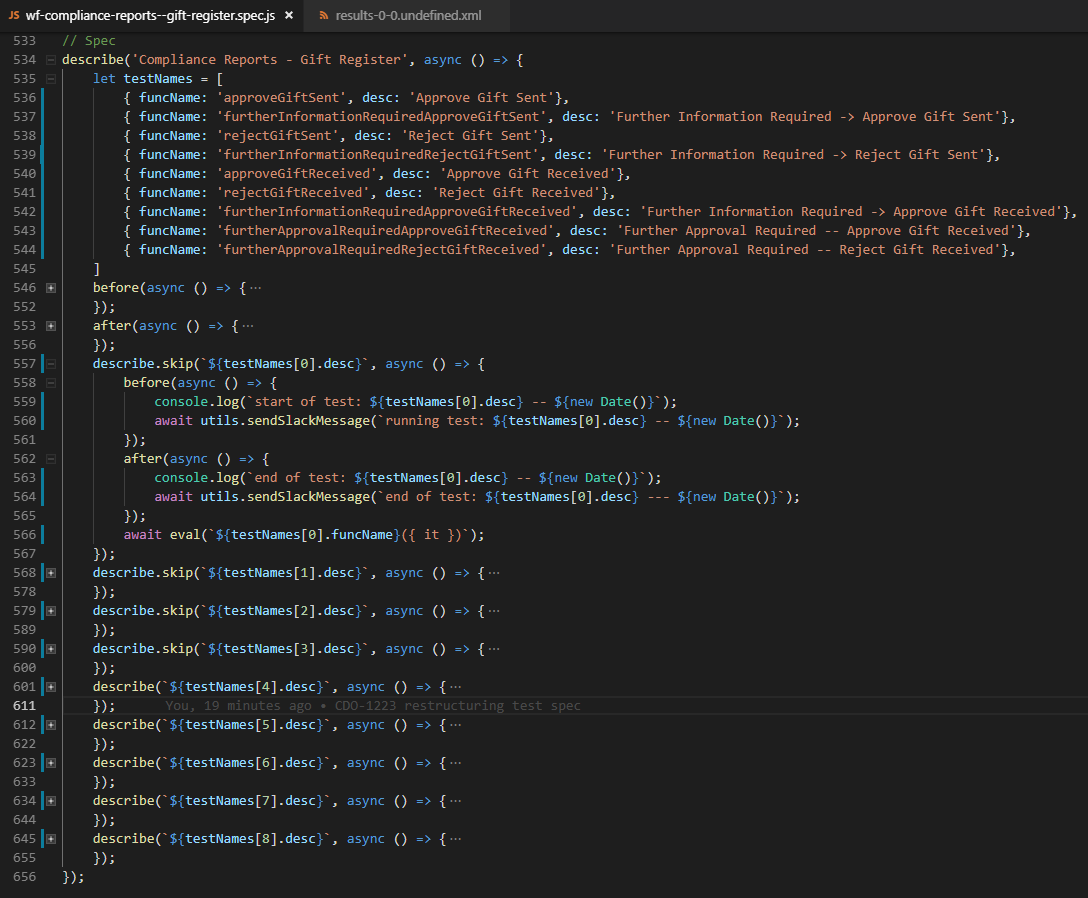 JS wf-compliance-reports--gift-register.spec.js × results-0-0.undefined.xml
533 // Spec
534 describe('Compliance Reports - Gift Register', async () => {
535 let testNames = [
536 { funcName: 'approveGiftSent', desc: 'Approve Gift Sent'},
537 { funcName: 'furtherInformationRequiredApproveGiftSent', desc: 'Further Information Required -> Approve Gift Sent'},
538 { funcName: 'rejectGiftSent', desc: 'Reject Gift Sent'},
539 { funcName: 'furtherInformationRequiredRejectGiftSent', desc: 'Further Information Required -> Reject Gift Sent'},
540 { funcName: 'approveGiftReceived', desc: 'Approve Gift Received'},
541 { funcName: 'rejectGiftReceived', desc: 'Reject Gift Received'},
542 { funcName: 'furtherInformationRequiredApproveGiftReceived', desc: 'Further Information Required -> Approve Gift Received'},
543 { funcName: 'furtherApprovalRequiredApproveGiftReceived', desc: 'Further Approval Required -- Approve Gift Received'},
544 { funcName: 'furtherApprovalRequiredRejectGiftReceived', desc: 'Further Approval Required -- Reject Gift Received'},
545 ]
546 before(async () => {···
552 });
553 after(async () => {···
556 });
557 describe.skip(`${testNames[0].desc}`, async () => {
558 before(async () => {
559 console.log(`start of test: ${testNames[0].desc} -- ${new Date()}`);
560 await utils.sendSlackMessage(`running test: ${testNames[0].desc} -- ${new Date()}`);
561 });
562 after(async () => {
563 console.log(`end of test: ${testNames[0].desc} -- ${new Date()}`);
564 await utils.sendSlackMessage(`end of test: ${testNames[0].desc} --- ${new Date()}`);
565 });
566 await eval(`${testNames[0].funcName}({ it })`);
567 });
568 describe.skip(`${testNames[1].desc}`, async () => {···
578 });
579 describe.skip(`${testNames[2].desc}`, async () => {···
589 });
590 describe.skip(`${testNames[3].desc}`, async () => {···
600 });
601 describe(`${testNames[4].desc}`, async () => {···
611 }); You, 19 minutes ago • CDO-1223 restructuring test spec
612 describe(`${testNames[5].desc}`, async () => {···
622 });
623 describe(`${testNames[6].desc}`, async () => {···
633 });
634 describe(`${testNames[7].desc}`, async () => {···
644 });
645 describe(`${testNames[8].desc}`, async () => {···
655 });
656 });